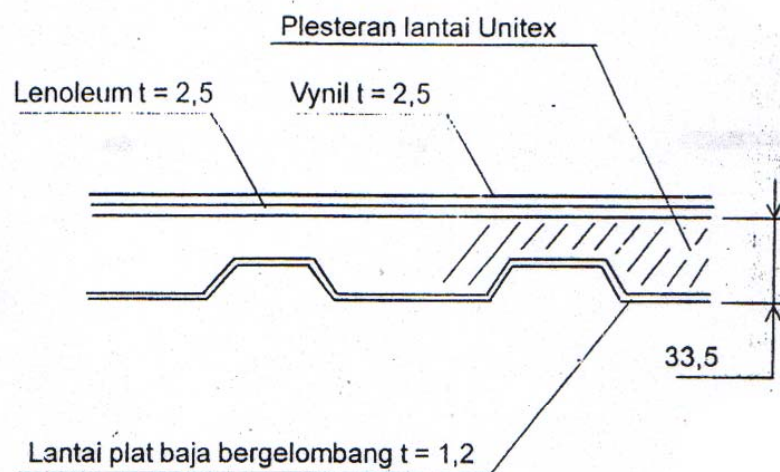 Plesteran lantai Unitex
Lenoleum t = 2,5
Vynil t = 2,5
33,5
Lantai plat baja bergelombang t = 1,2